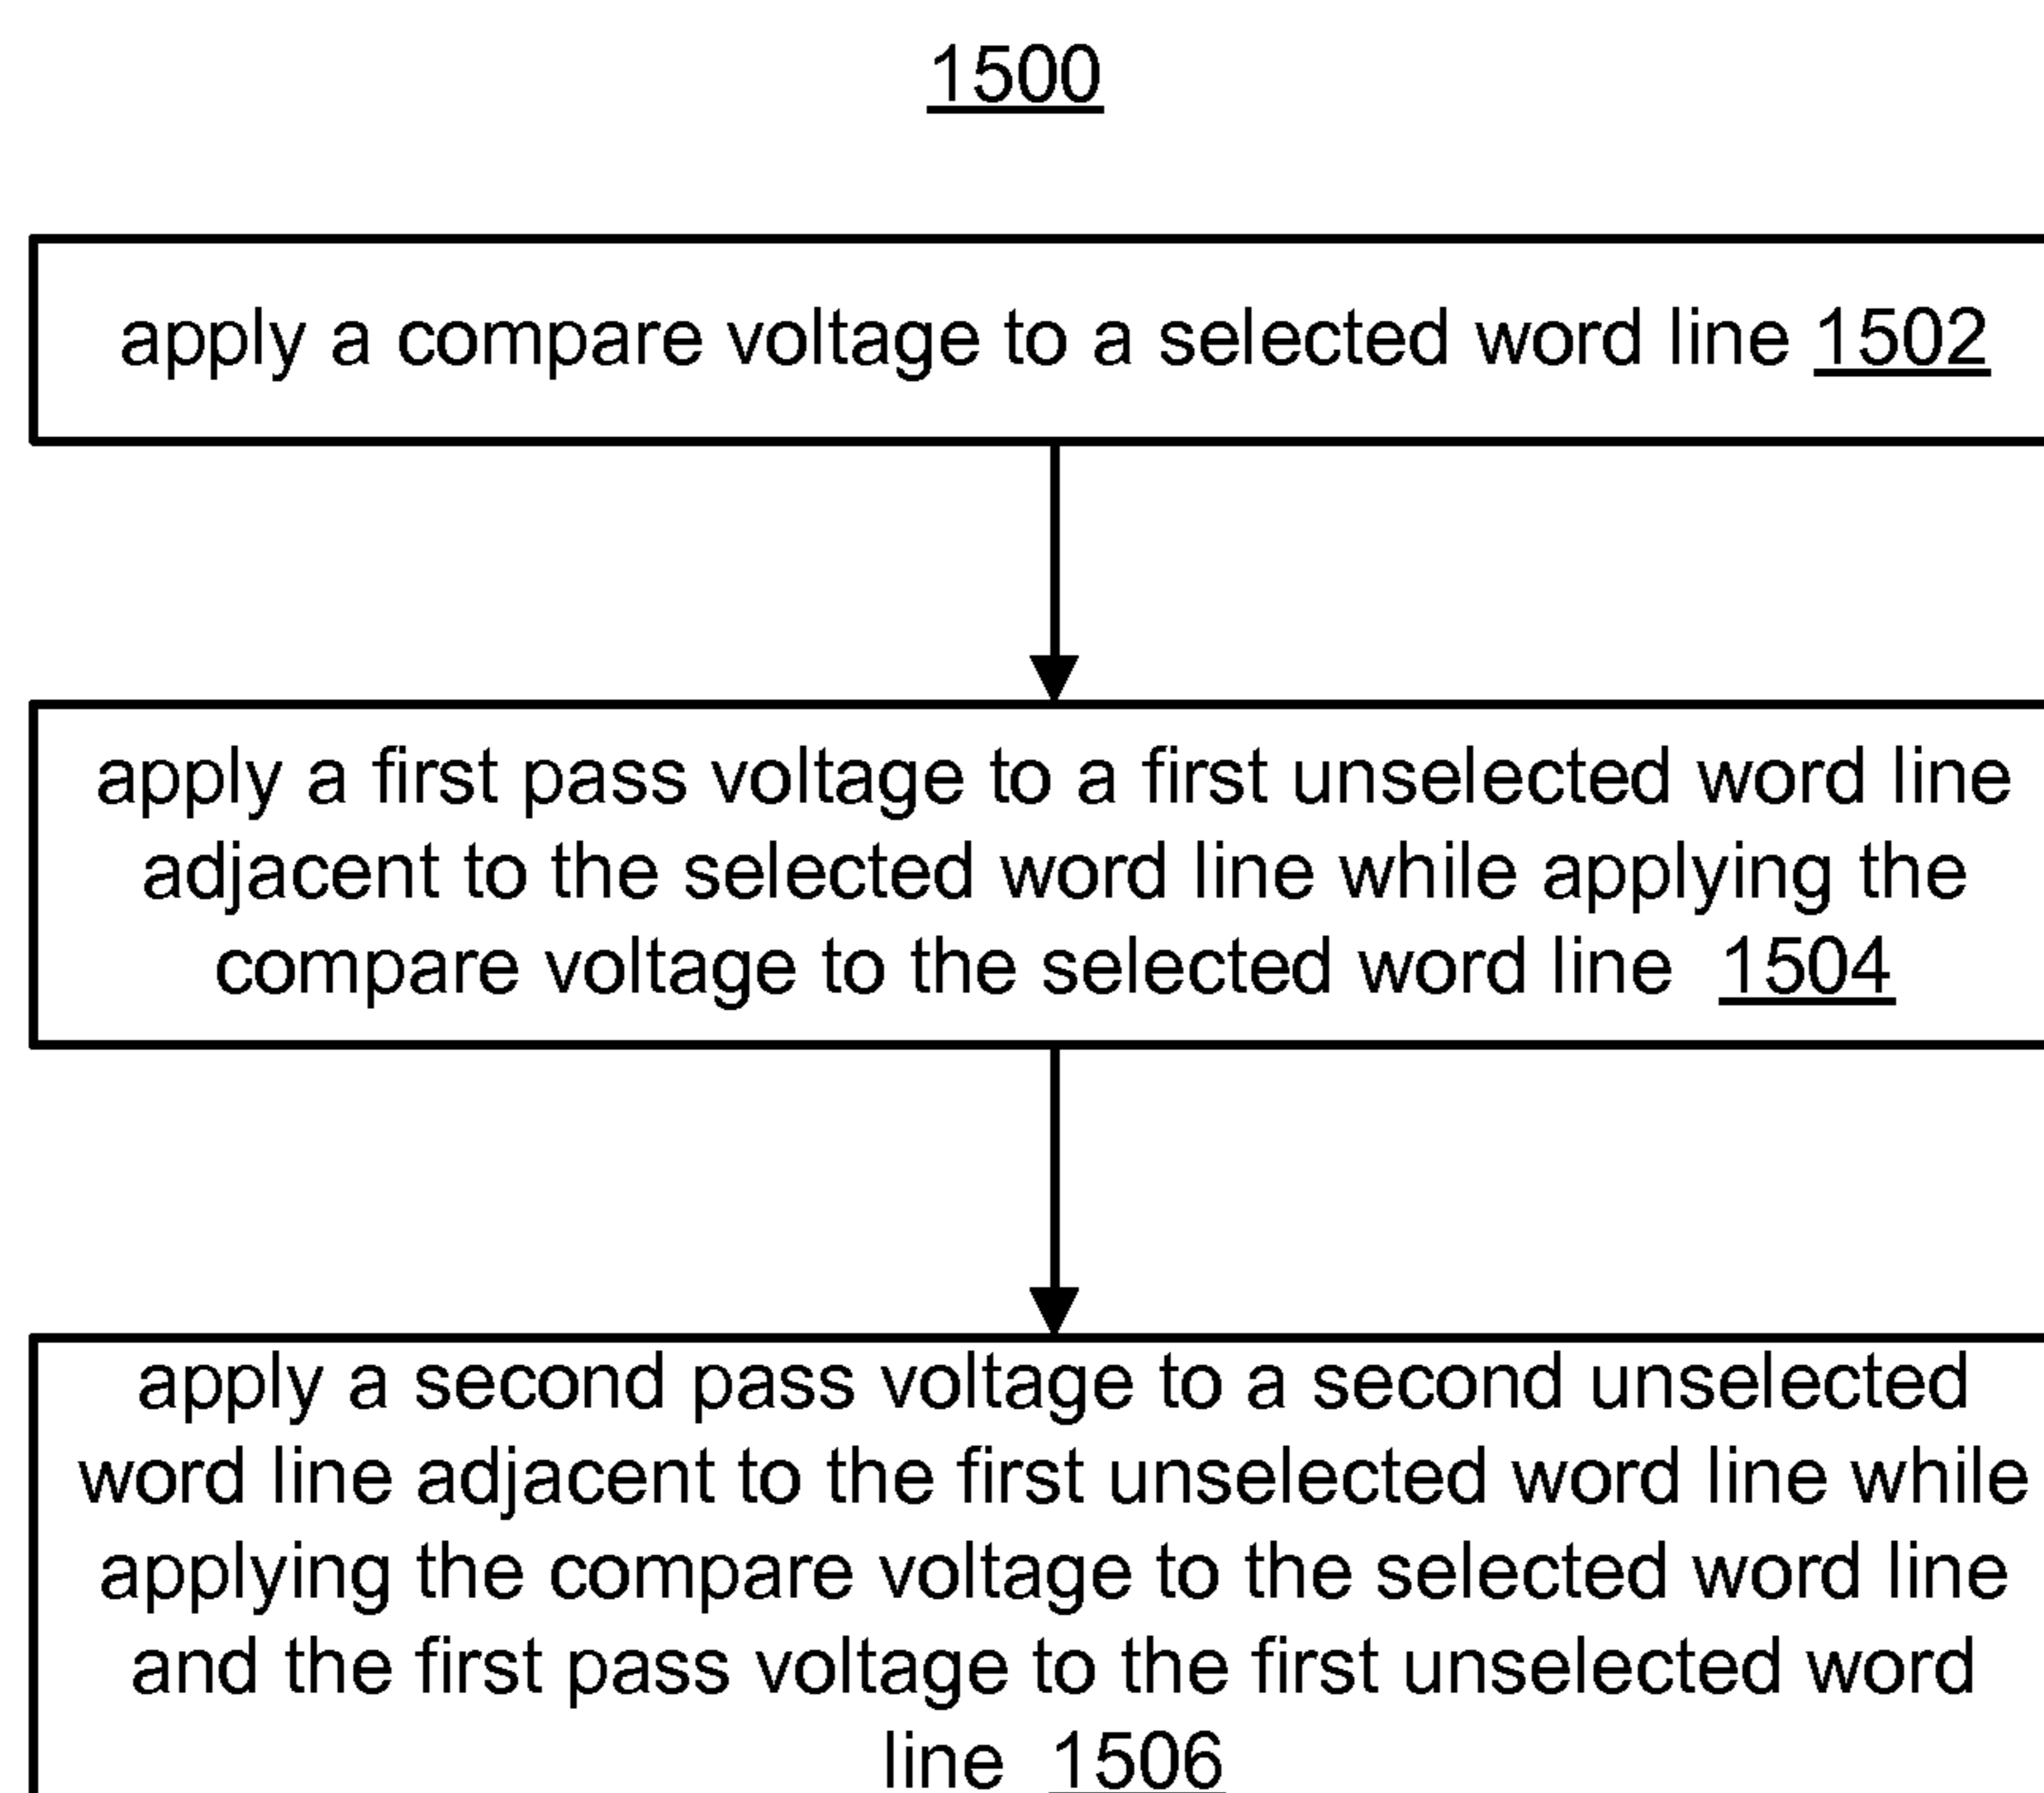 1500
apply a compare voltage to a selected word line 1502
apply a first pass voltage to a first unselected word line
adjacent to the selected word line while applying the
compare voltage to the selected word line 1504
apply a second pass voltage to a second unselected
word line adjacent to the first unselected word line while
applying the compare voltage to the selected word line
and the first pass voltage to the first unselected word
line 1506